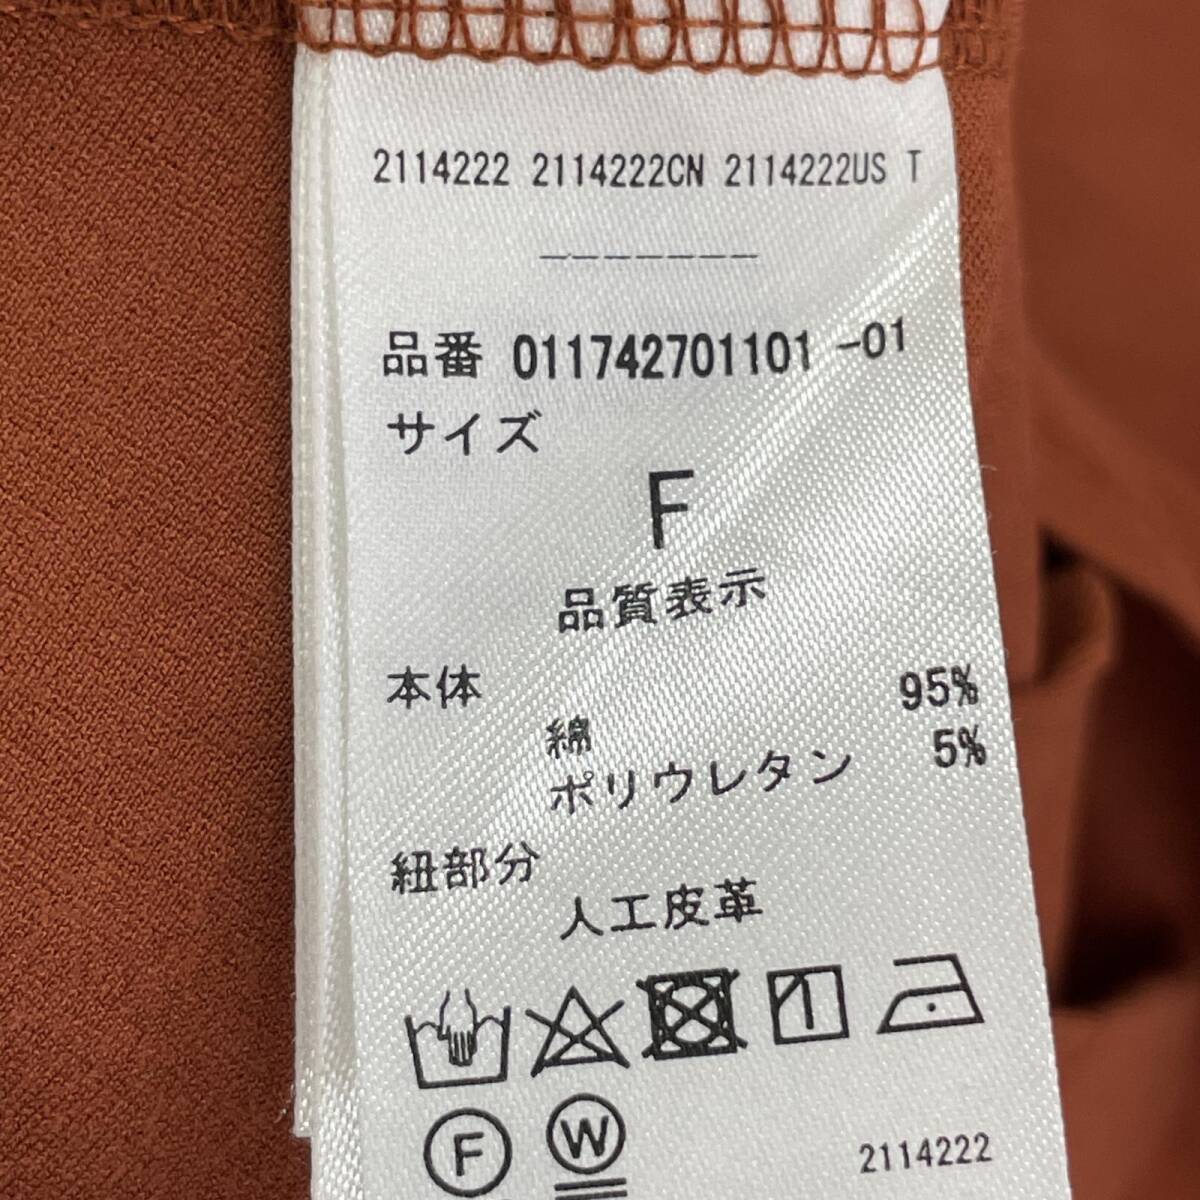 2114222 2114222CN 2114222US T
-------
品番 011742701101 -01
サイズ
F
品質表示
本体
綿 95%
ポリウレタン 5%
紐部分
人工皮革
F W
2114222